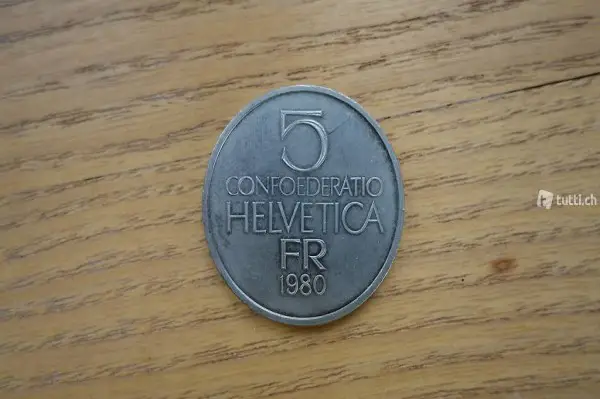 5
CONFOEDERATIO
HELVETICA
FR
1980
tutti.ch